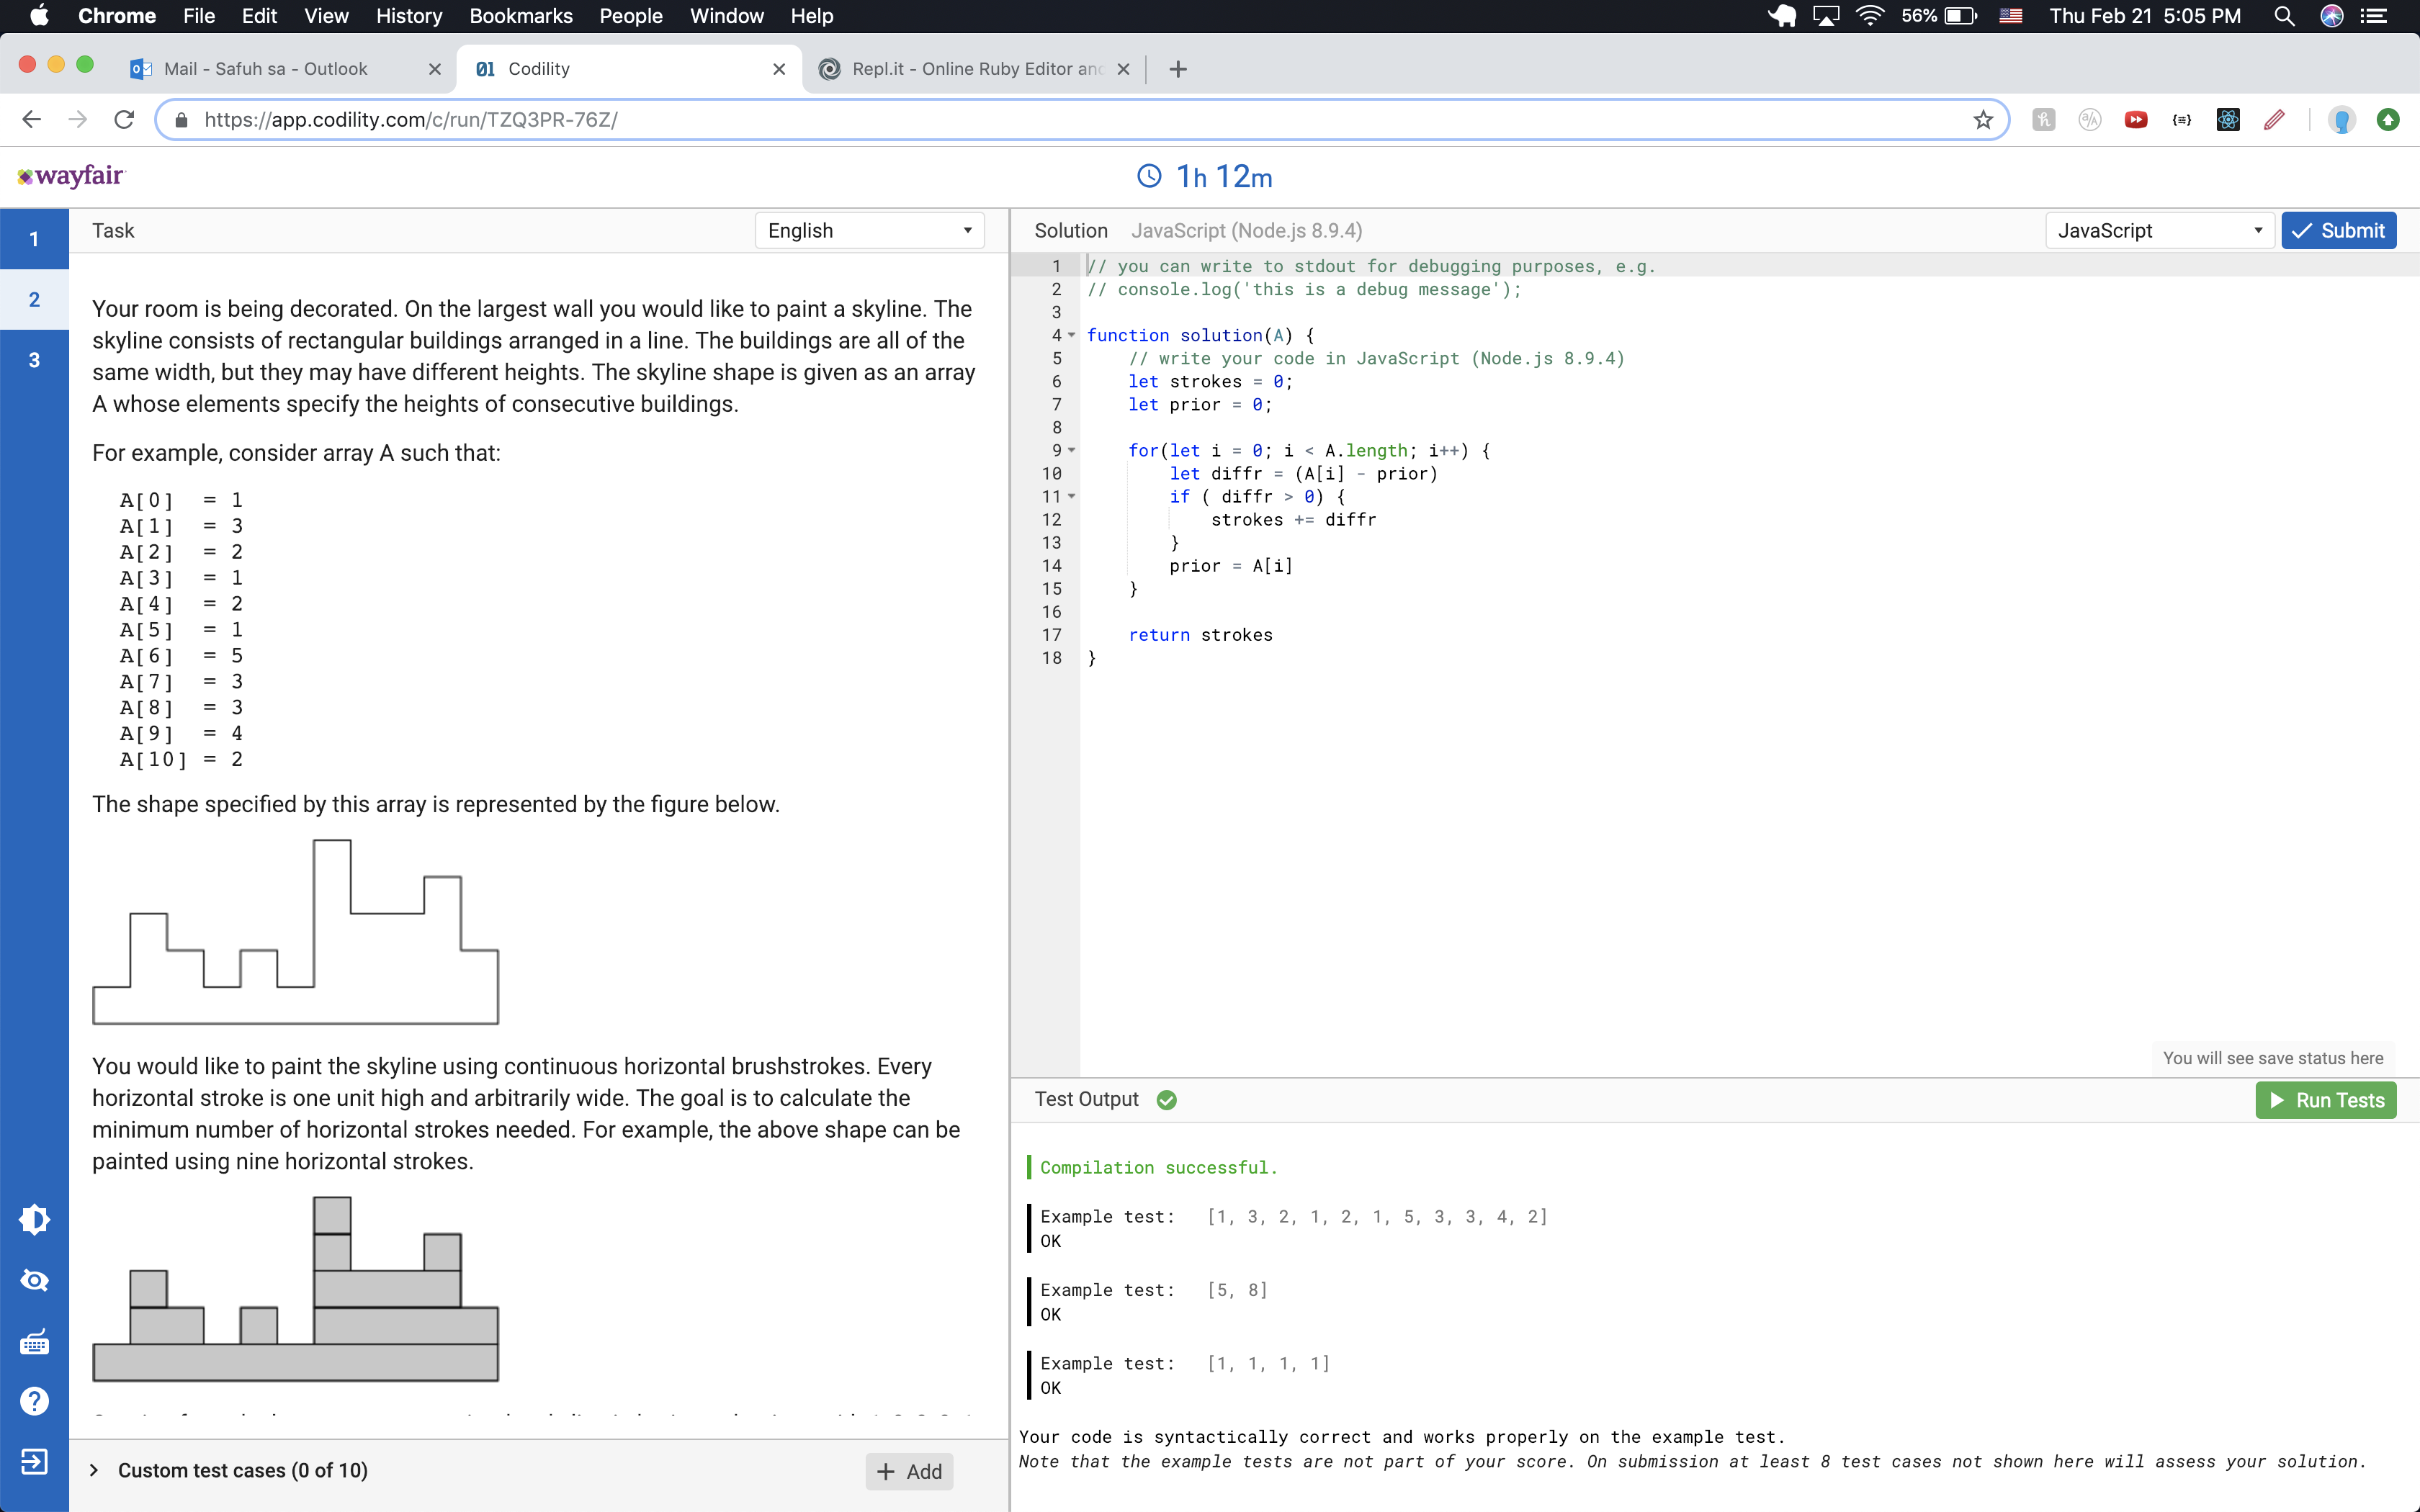 Chrome File Edit View History Bookmarks People Window Help 56% Thu Feb 21 5:05 PM
Mail - Safuh sa - Outlook Codility Repl.it - Online Ruby Editor and
https://app.codility.com/c/run/TZQ3PR-76Z/
wayfair
1h 12m
1
2
3
Task English
Your room is being decorated. On the largest wall you would like to paint a skyline. The
skyline consists of rectangular buildings arranged in a line. The buildings are all of the
same width, but they may have different heights. The skyline shape is given as an array
A whose elements specify the heights of consecutive buildings.
For example, consider array A such that:
A[0] = 1
A[1] = 3
A[2] = 2
A[3] = 1
A[4] = 2
A[5] = 1
A[6] = 5
A[7] = 3
A[8] = 3
A[9] = 4
A[10] = 2
The shape specified by this array is represented by the figure below.
You would like to paint the skyline using continuous horizontal brushstrokes. Every
horizontal stroke is one unit high and arbitrarily wide. The goal is to calculate the
minimum number of horizontal strokes needed. For example, the above shape can be
painted using nine horizontal strokes.
Custom test cases (0 of 10) + Add
Solution JavaScript (Node.js 8.9.4) JavaScript Submit
1 // you can write to stdout for debugging purposes, e.g.
2 // console.log('this is a debug message');
3
4 function solution(A) {
5 // write your code in JavaScript (Node.js 8.9.4)
6 let strokes = 0;
7 let prior = 0;
8
9 for(let i = 0; i < A.length; i++) {
10 let diffr = (A[i] - prior)
11 if ( diffr > 0) {
12 strokes += diffr
13 }
14 prior = A[i]
15 }
16
17 return strokes
18 }
You will see save status here
Test Output Run Tests
Compilation successful.
Example test: [1, 3, 2, 1, 2, 1, 5, 3, 3, 4, 2]
OK
Example test: [5, 8]
OK
Example test: [1, 1, 1, 1]
OK
Your code is syntactically correct and works properly on the example test.
Note that the example tests are not part of your score. On submission at least 8 test cases not shown here will assess your solution.